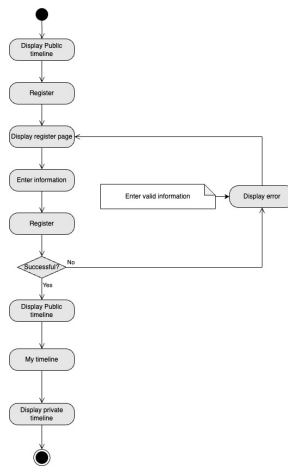 Display Public
timeline
Register
Display register page
Enter information
Enter valid information
Display error
Register
Successful?
No
Yes
Display Public
timeline
My timeline
Display private
timeline